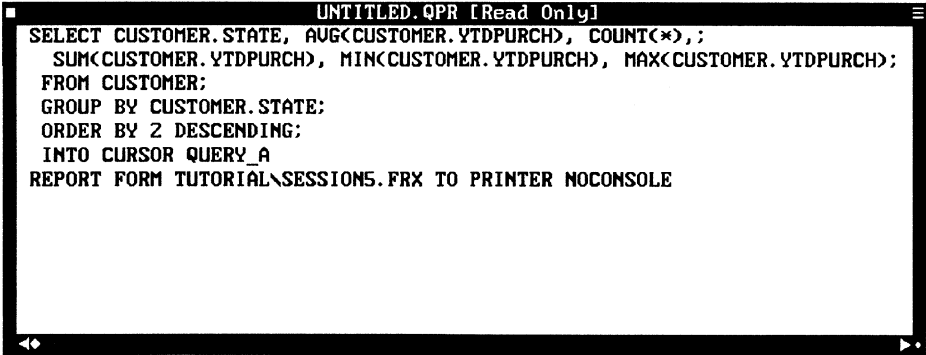 UNTITLED.QPR [Read Only]
SELECT CUSTOMER.STATE, AVG(CUSTOMER.YTDPURCH), COUNT(*),;
SUM(CUSTOMER.YTDPURCH), MIN(CUSTOMER.YTDPURCH), MAX(CUSTOMER.YTDPURCH);
FROM CUSTOMER;
GROUP BY CUSTOMER.STATE;
ORDER BY 2 DESCENDING;
INTO CURSOR QUERY_A
REPORT FORM TUTORIAL\SESSION5.FRX TO PRINTER NOCONSOLE